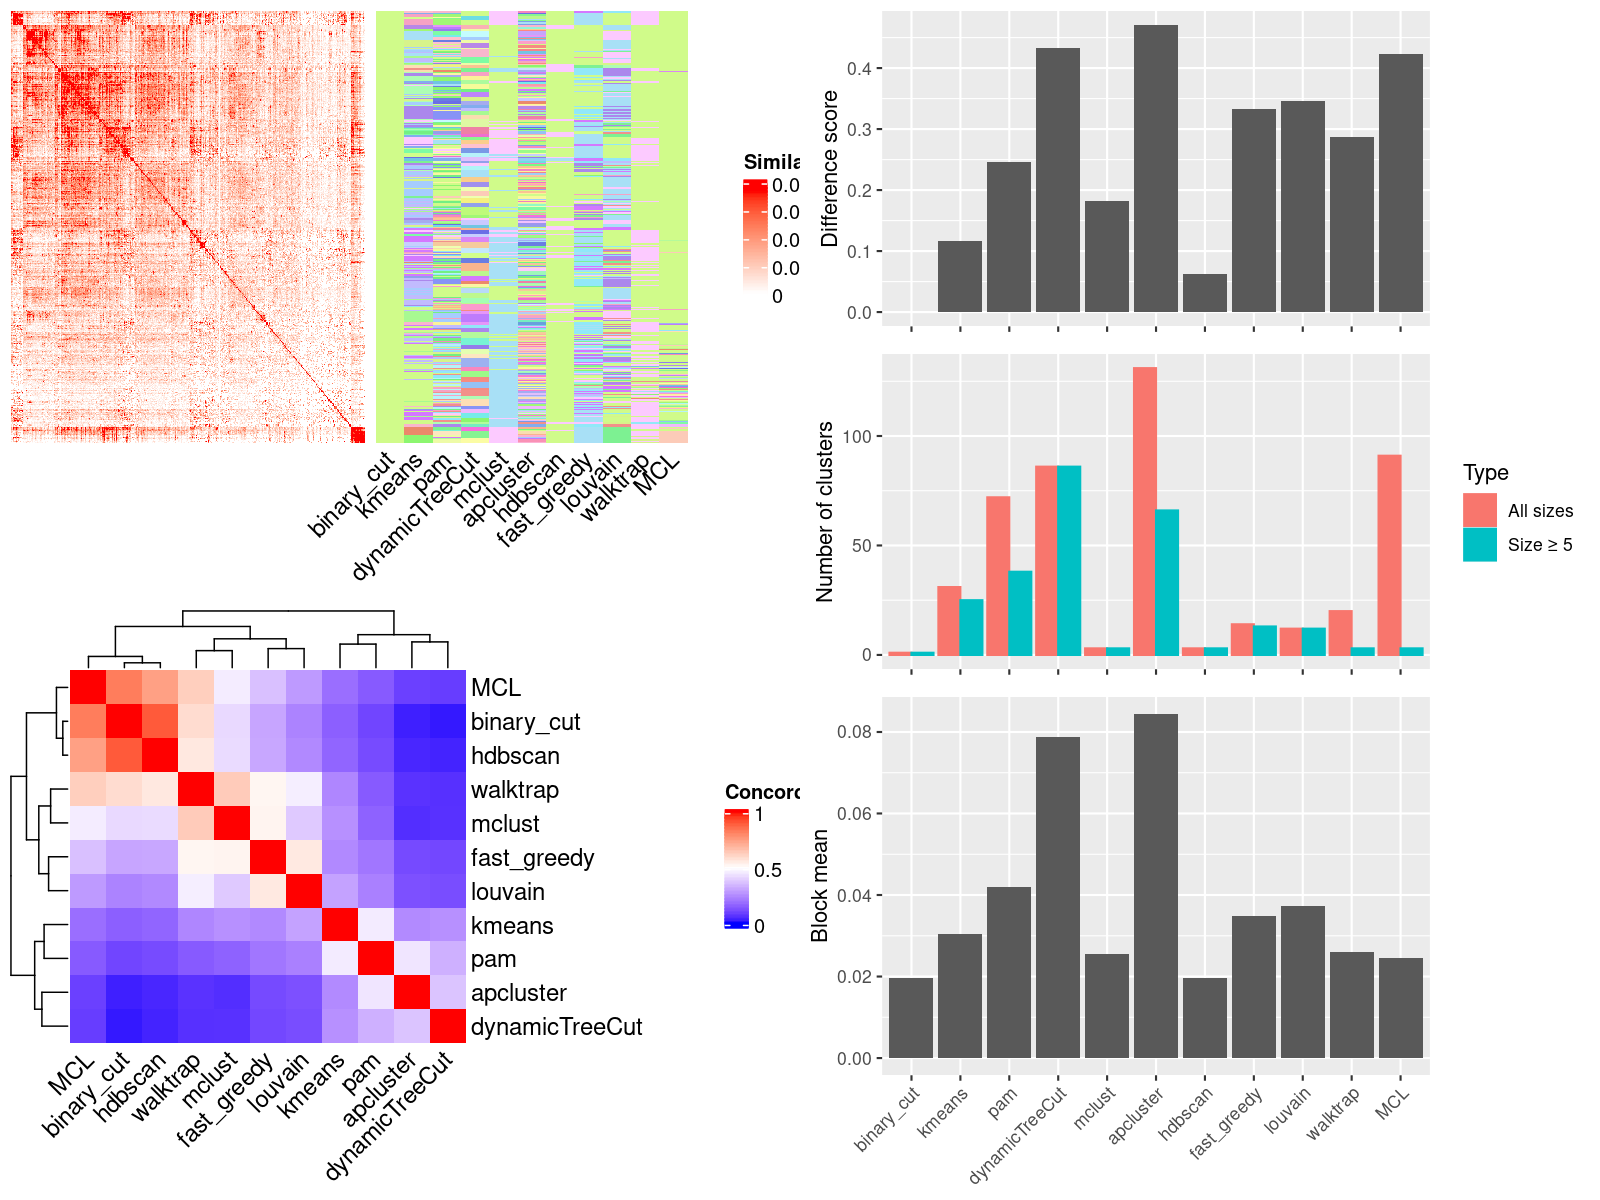 Simila
0.0
0.0
0.0
0.0
0
binary_cut
kmeans
pam
dynamicTreeCut
mclust
apcluster
hdbscan
fast_greedy
louvain
walktrap
MCL
MCL
binary_cut
hdbscan
walktrap
mclust
fast_greedy
louvain
kmeans
pam
apcluster
dynamicTreeCut
MCL
binary_cut
hdbscan
walktrap
mclust
fast_greedy
louvain
kmeans
pam
apcluster
dynamicTreeCut
Concord
1
0.5
0
Difference score
0.4
0.3
0.2
0.1
0.0
Number of clusters
100
50
0
Type
All sizes
Size ≥ 5
Block mean
0.08
0.06
0.04
0.02
0.00
binary_cut
kmeans
pam
dynamicTreeCut
mclust
apcluster
hdbscan
fast_greedy
louvain
walktrap
MCL